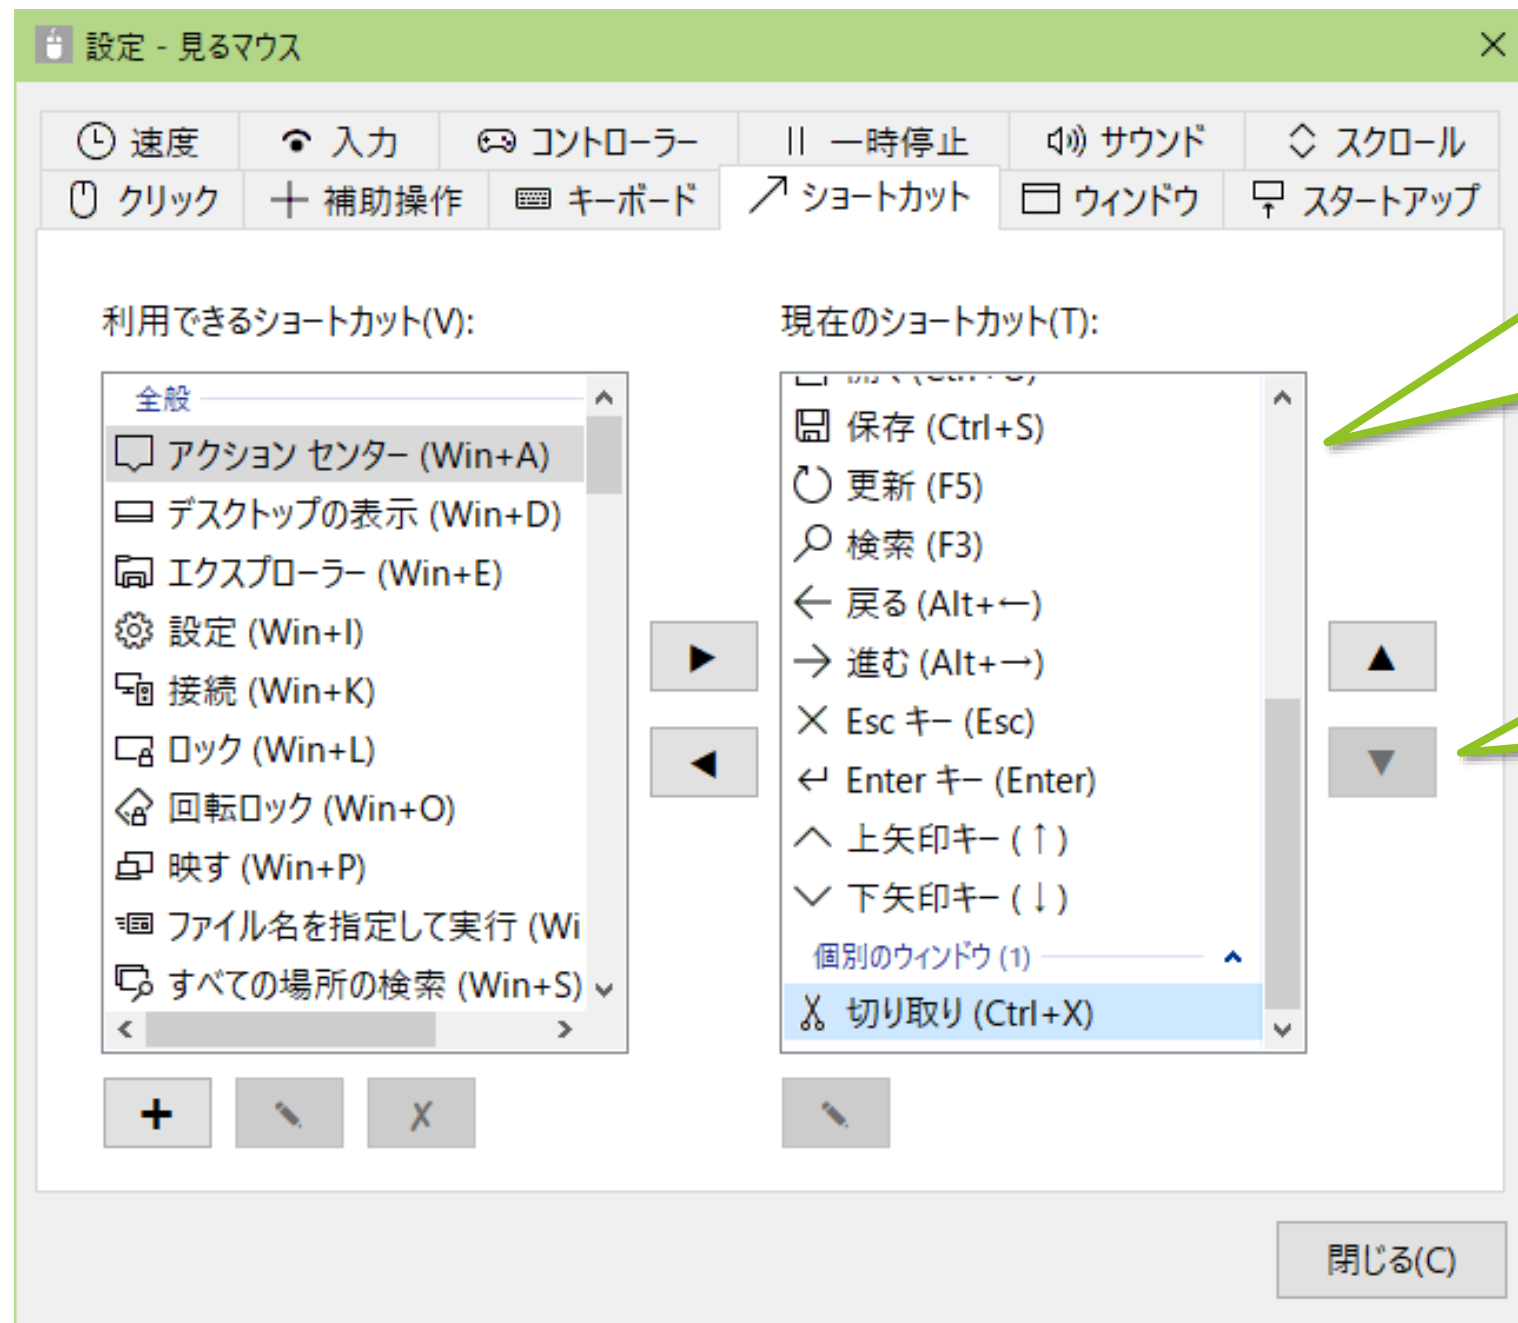 設定 - 見るマウス
速度 入力 コントローラー 一時停止 サウンド スクロール
クリック 補助操作 キーボード ショートカット ウィンドウ スタートアップ
利用できるショートカット(V):
全般
アクション センター (Win+A)
デスクトップの表示 (Win+D)
エクスプローラー (Win+E)
設定 (Win+I)
接続 (Win+K)
ロック (Win+L)
回転ロック (Win+O)
映す (Win+P)
ファイル名を指定して実行 (Wi
すべての場所の検索 (Win+S)
現在のショートカット(T):
保存 (Ctrl+S)
更新 (F5)
検索 (F3)
戻る (Alt+←)
進む (Alt+→)
Esc キー (Esc)
Enter キー (Enter)
上矢印キー (↑)
下矢印キー (↓)
個別のウィンドウ (1)
切り取り (Ctrl+X)
閉じる(C)